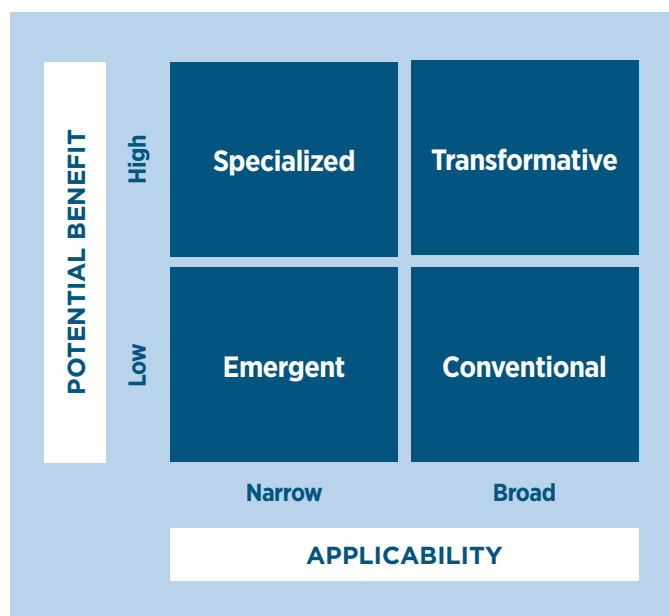 POTENTIAL BENEFIT
High
Specialized
Transformative
Low
Emergent
Conventional
Narrow
Broad
APPLICABILITY